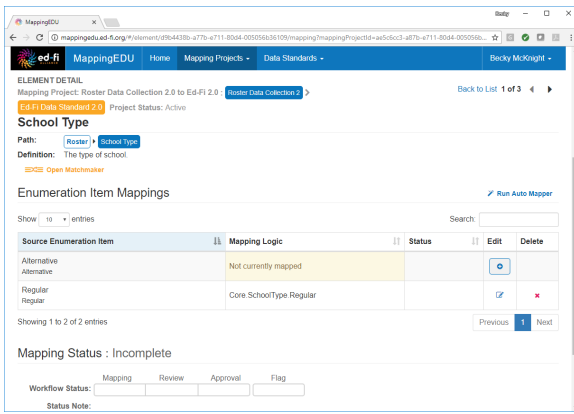 Becky
MappingEDU
mappingedu.ed-fi.org/#/element/d9b4438b-a77b-e711-80d4-005056b36109/mapping?mappingProjectId=ae5c6cc3-a87b-e711-80d4-005056b...
ed-fi
ALLIANCE
MappingEDU Home Mapping Projects Data Standards Becky McKnight
ELEMENT DETAIL
Mapping Project: Roster Data Collection 2.0 to Ed-Fi 2.0 : Roster Data Collection 2
Back to List 1 of 3
Ed-Fi Data Standard 2.0 Project Status: Active
School Type
Path: Roster School Type
Definition: The type of school.
Open Matchmaker
Enumeration Item Mappings
Run Auto Mapper
Show 10 entries Search:
Source Enumeration Item Mapping Logic Status Edit Delete
Alternative
Alternative
Not currently mapped
Regular
Regular
Core.SchoolType.Regular
Showing 1 to 2 of 2 entries Previous 1 Next
Mapping Status : Incomplete
Mapping Review Approval Flag
Workflow Status:
Status Note: